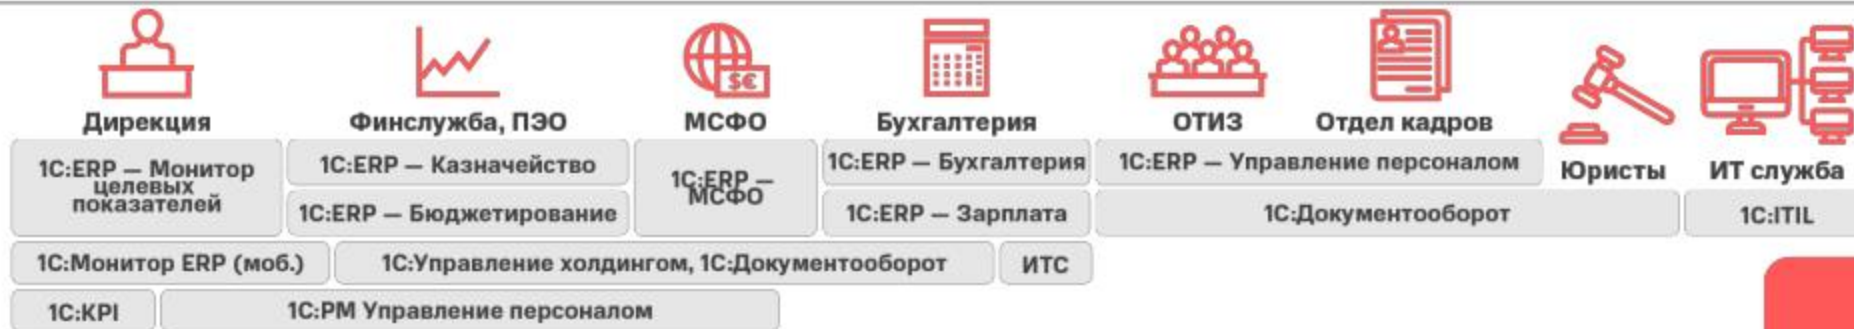 $€
Дирекция
Финслужба, ПЭО
МСФО
Бухгалтерия
ОТИЗ
Отдел кадров
Юристы
ИТ служба
1С:ERP — Монитор
целевых
показателей
1С:ERP — Казначейство
1С:ERP — Бюджетирование
1С:ERP —
МСФО
1С:ERP — Бухгалтерия
1С:ERP — Зарплата
1С:ERP — Управление персоналом
1С:Документооборот
1С:ITIL
1С:Монитор ERP (моб.)
1С:Управление холдингом, 1С:Документооборот
ИТС
1С:KPI
1С:PM Управление персоналом